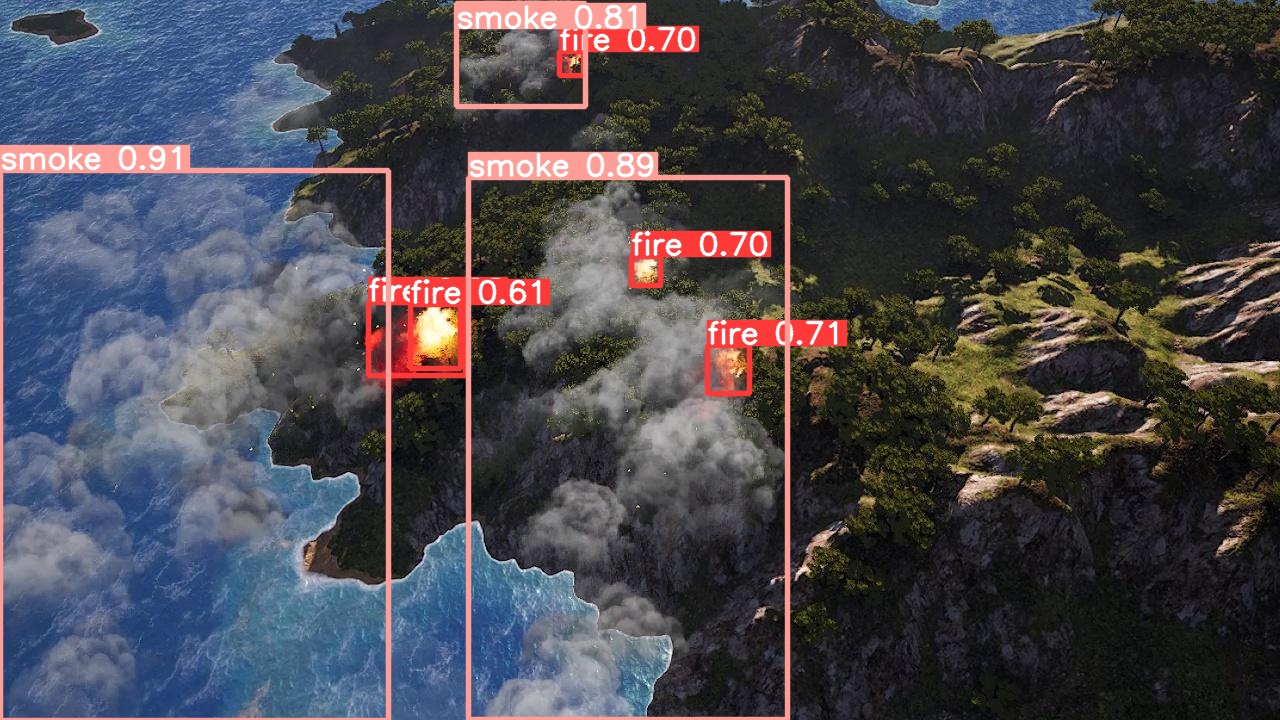 smoke 0.81
fire 0.70
smoke 0.91
smoke 0.89
fire 0.70
fire 0.61
fire 0.71